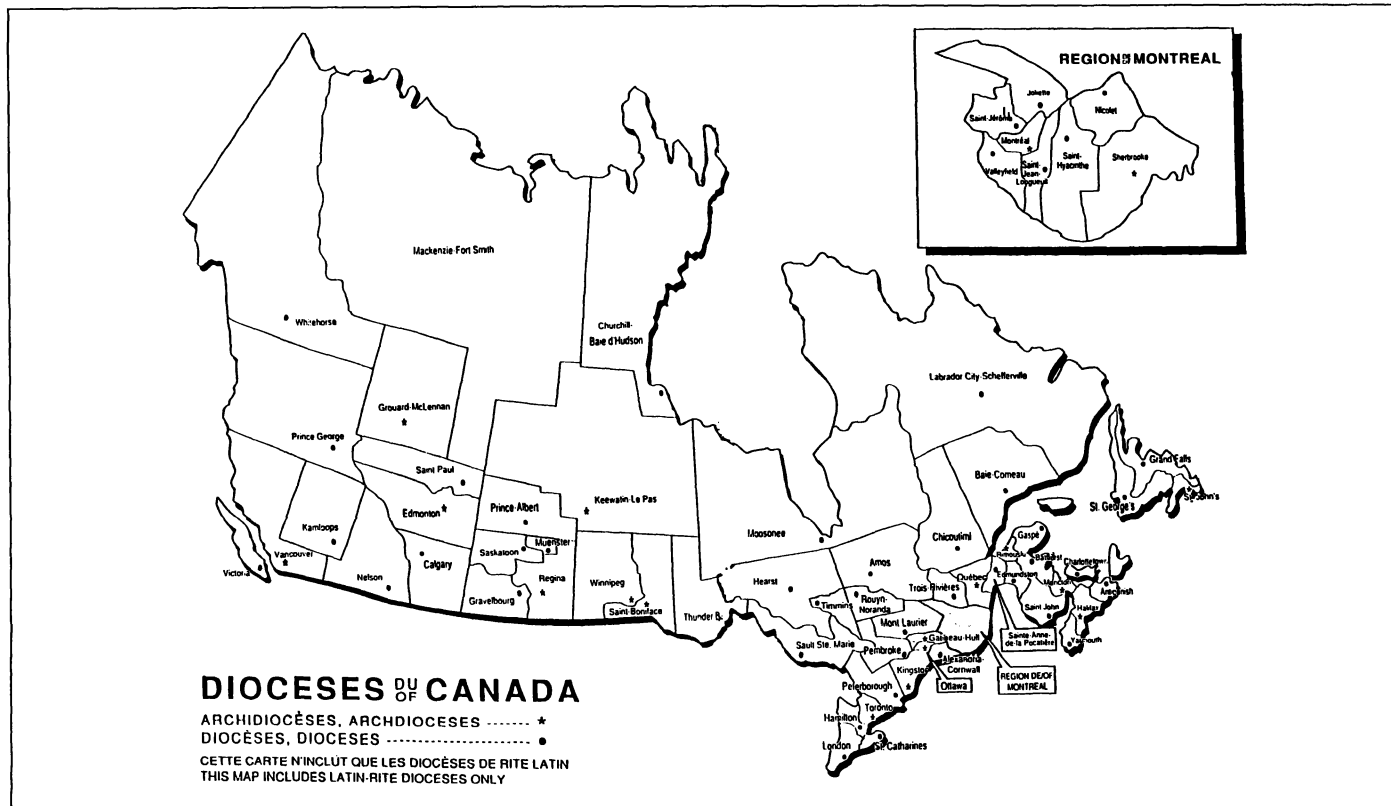 REGION DE OF MONTREAL
Joliette
Nicolet
Saint-Jérôme
Montréal
Sherbrooke
Valleyfield
Saint-
Jean-
Longueuil
Saint-
Hyacinthe
Mackenzie-Fort Smith
Whitehorse
Churchill-
Baie d'Hudson
Labrador City-Schefferville
Grouard-McLennan
Prince George
Saint Paul
Grand Falls
St. John's
St. George's
Baie-Comeau
Edmonton
Prince-Albert
Keewatin-Le Pas
Kamloops
Moosonee
Chicoutimi
Gaspé
Rimouski
Bathurst
Charlottetown
Saskatoon
Muenster
Vancouver
Victoria
Calgary
Nelson
Regina
Gravelbourg
Winnipeg
Saint-Boniface
Thunder B.
Hearst
Amos
Timmins
Rouyn-
Noranda
Trois-Rivières
Québec
Edmundston
Moncton
Antigonish
Saint John
Halifax
Yarmouth
Mont Laurier
Gatineau-Hull
Sault Ste. Marie
Pembroke
Alexandria-
Cornwall
Kingston
Ottawa
Sainte-Anne-
de-la Pocatière
REGION DE/OF
MONTREAL
Peterborough
Toronto
Hamilton
London
St. Catharines
DIOCESES DU OF CANADA
ARCHIDIOCÈSES, ARCHDIOCESES ------- ★
DIOCÈSES, DIOCESES ------------------------- ●
CETTE CARTE N'INCLÛT QUE LES DIOCÈSES DE RITE LATIN
THIS MAP INCLUDES LATIN-RITE DIOCESES ONLY